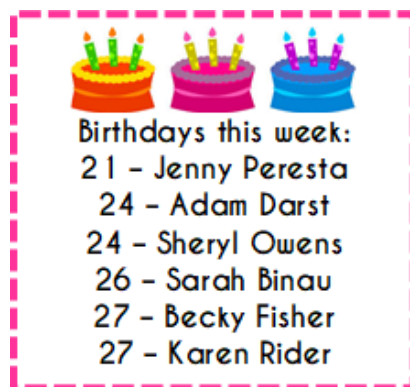 Birthdays this week:
21 – Jenny Peresta
24 – Adam Darst
24 – Sheryl Owens
26 – Sarah Binau
27 – Becky Fisher
27 – Karen Rider